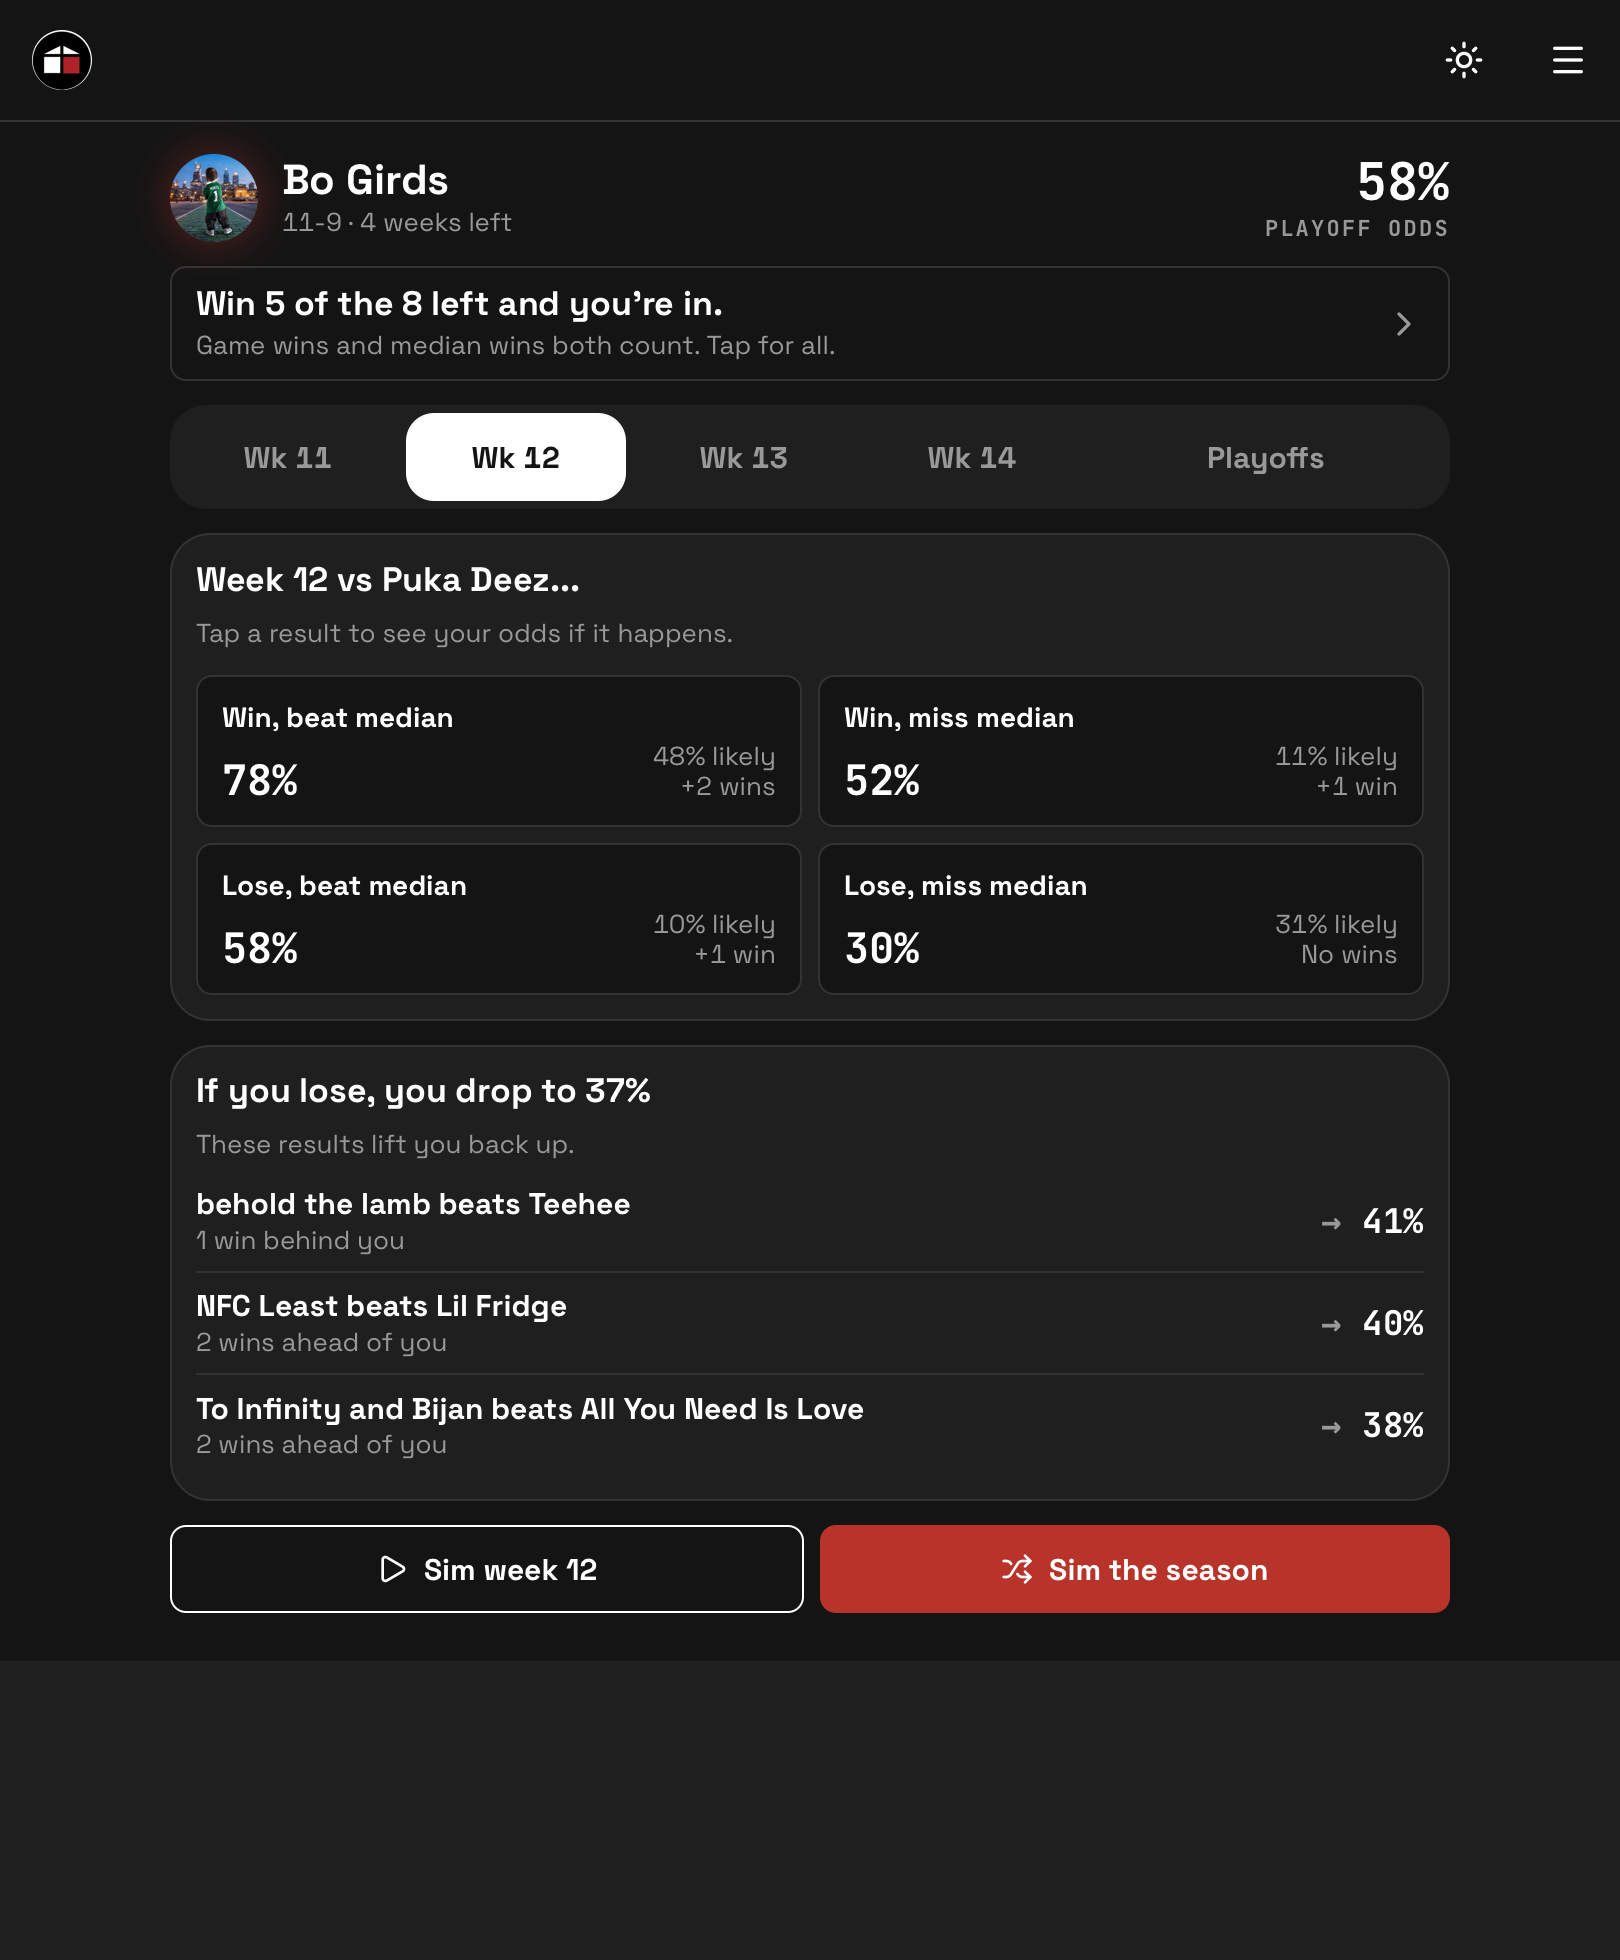 Bo Girds
11-9 · 4 weeks left
58%
PLAYOFF ODDS
Win 5 of the 8 left and you're in.
Game wins and median wins both count. Tap for all.
Wk 11
Wk 12
Wk 13
Wk 14
Playoffs
Week 12 vs Puka Deez...
Tap a result to see your odds if it happens.
Win, beat median
78%
48% likely
+2 wins
Win, miss median
52%
11% likely
+1 win
Lose, beat median
58%
10% likely
+1 win
Lose, miss median
30%
31% likely
No wins
If you lose, you drop to 37%
These results lift you back up.
behold the lamb beats Teehee
1 win behind you
→ 41%
NFC Least beats Lil Fridge
2 wins ahead of you
→ 40%
To Infinity and Bijan beats All You Need Is Love
2 wins ahead of you
→ 38%
Sim week 12
Sim the season